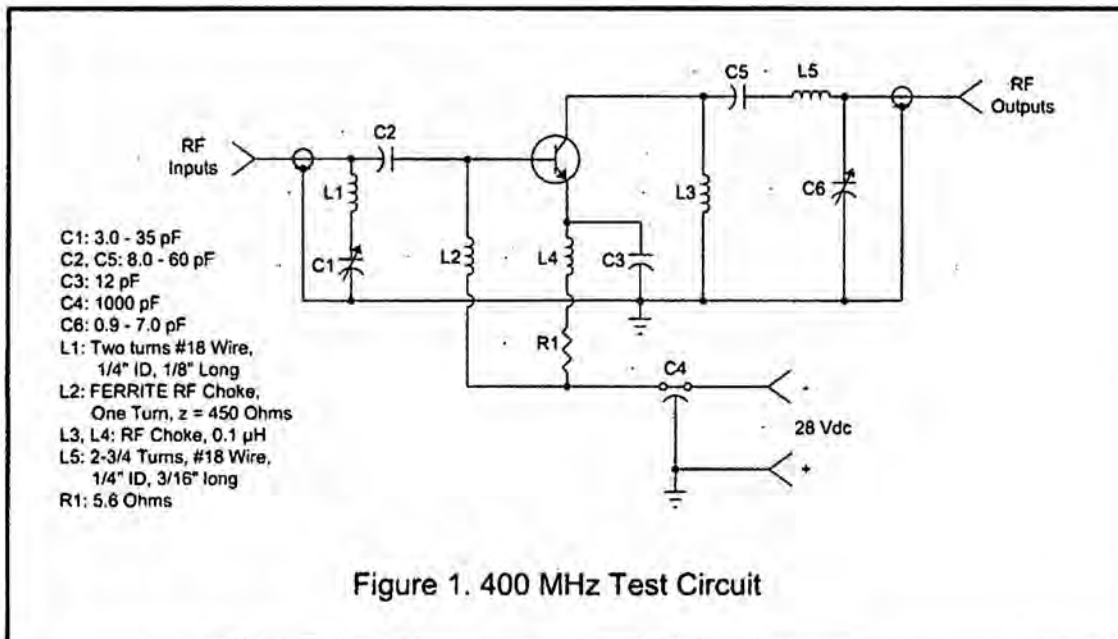 RF
Inputs
C2
L1
C1
L2
L4
C3
R1
C4
L3
C5
L5
C6
RF
Outputs
-
28 Vdc
+
C1: 3.0 - 35 pF
C2, C5: 8.0 - 60 pF
C3: 12 pF
C4: 1000 pF
C6: 0.9 - 7.0 pF
L1: Two turns #18 Wire,
1/4" ID, 1/8" Long
L2: FERRITE RF Choke,
One Turn, z = 450 Ohms
L3, L4: RF Choke, 0.1 µH
L5: 2-3/4 Turns, #18 Wire,
1/4" ID, 3/16" long
R1: 5.6 Ohms
Figure 1. 400 MHz Test Circuit